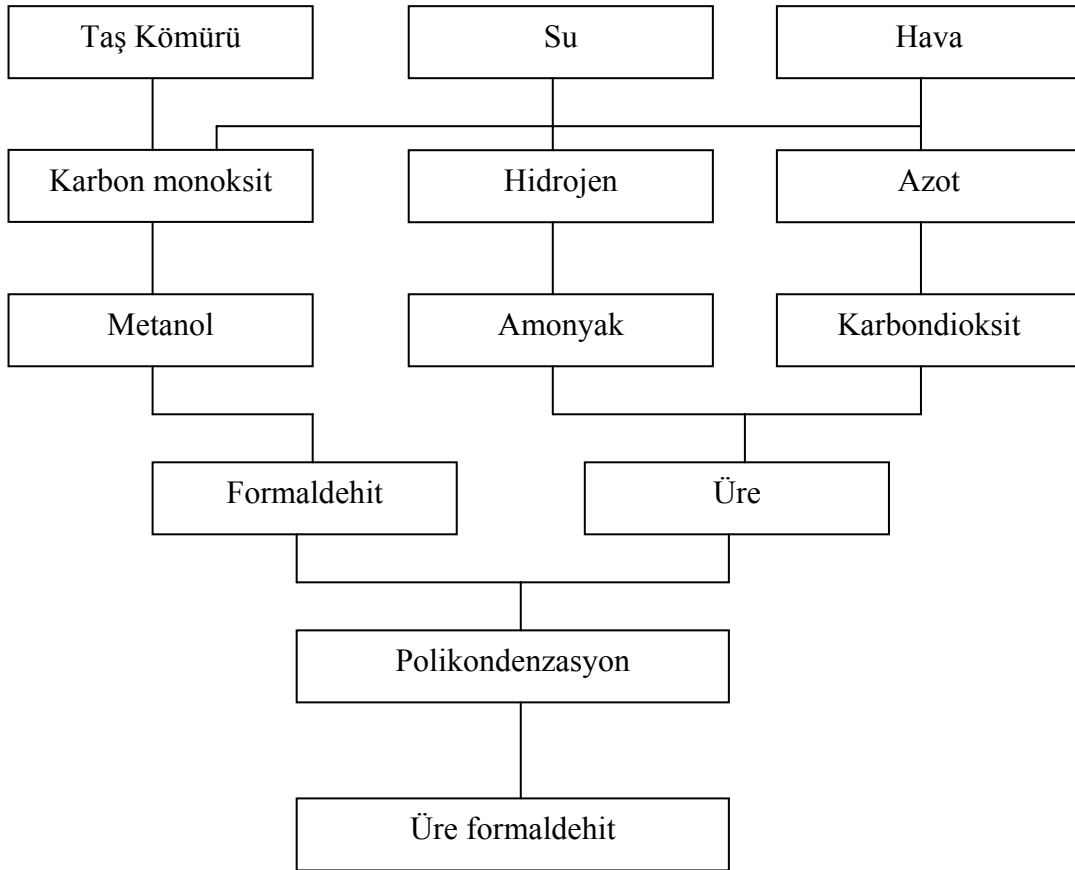 Taş Kömürü
Su
Hava
Karbon monoksit
Hidrojen
Azot
Metanol
Amonyak
Karbondioksit
Formaldehit
Üre
Polikondenzasyon
Üre formaldehit